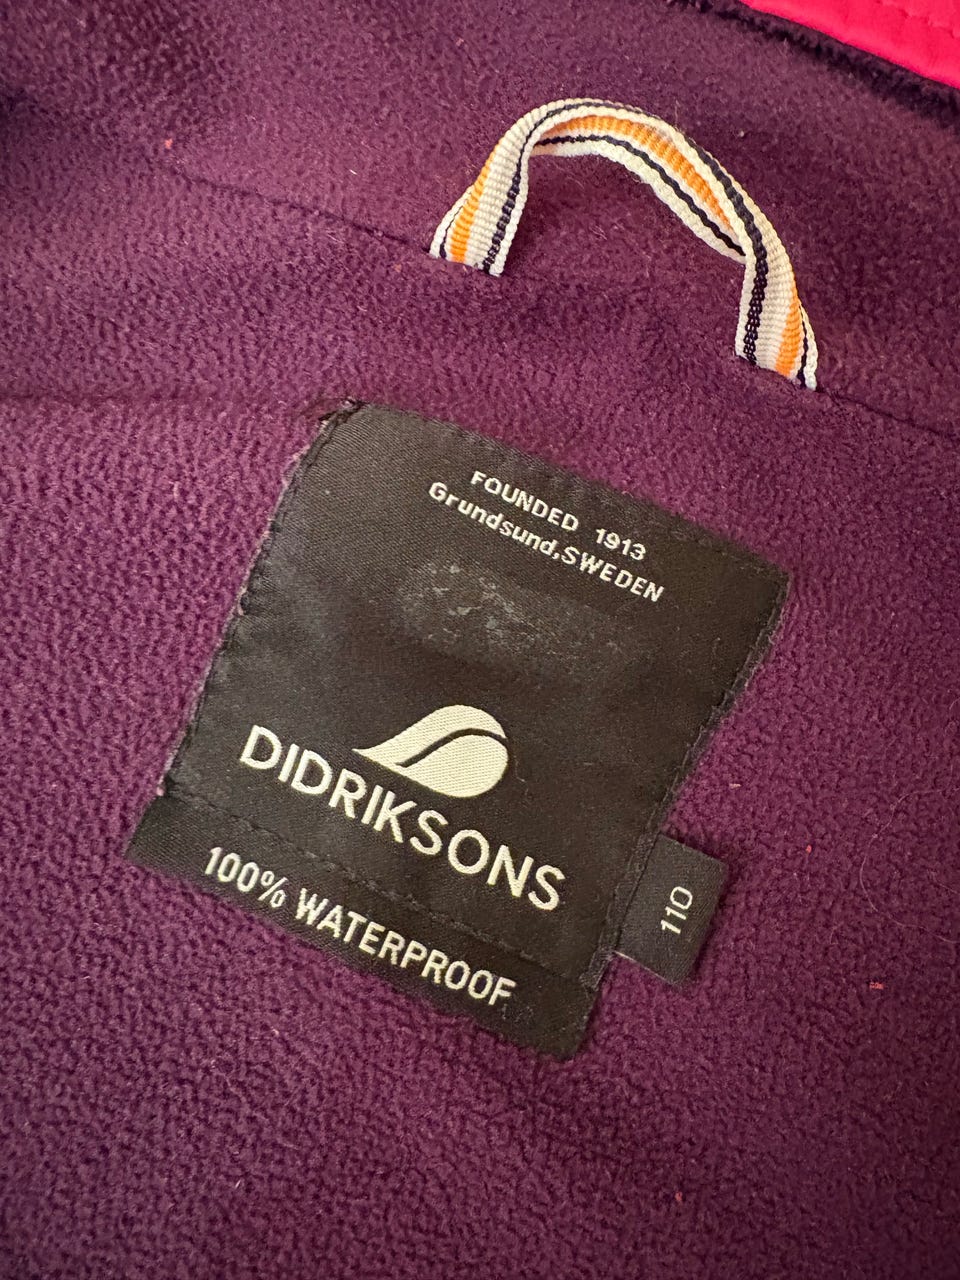 FOUNDED 1913
Grundsund,SWEDEN
DIDRIKSONS
100% WATERPROOF
110